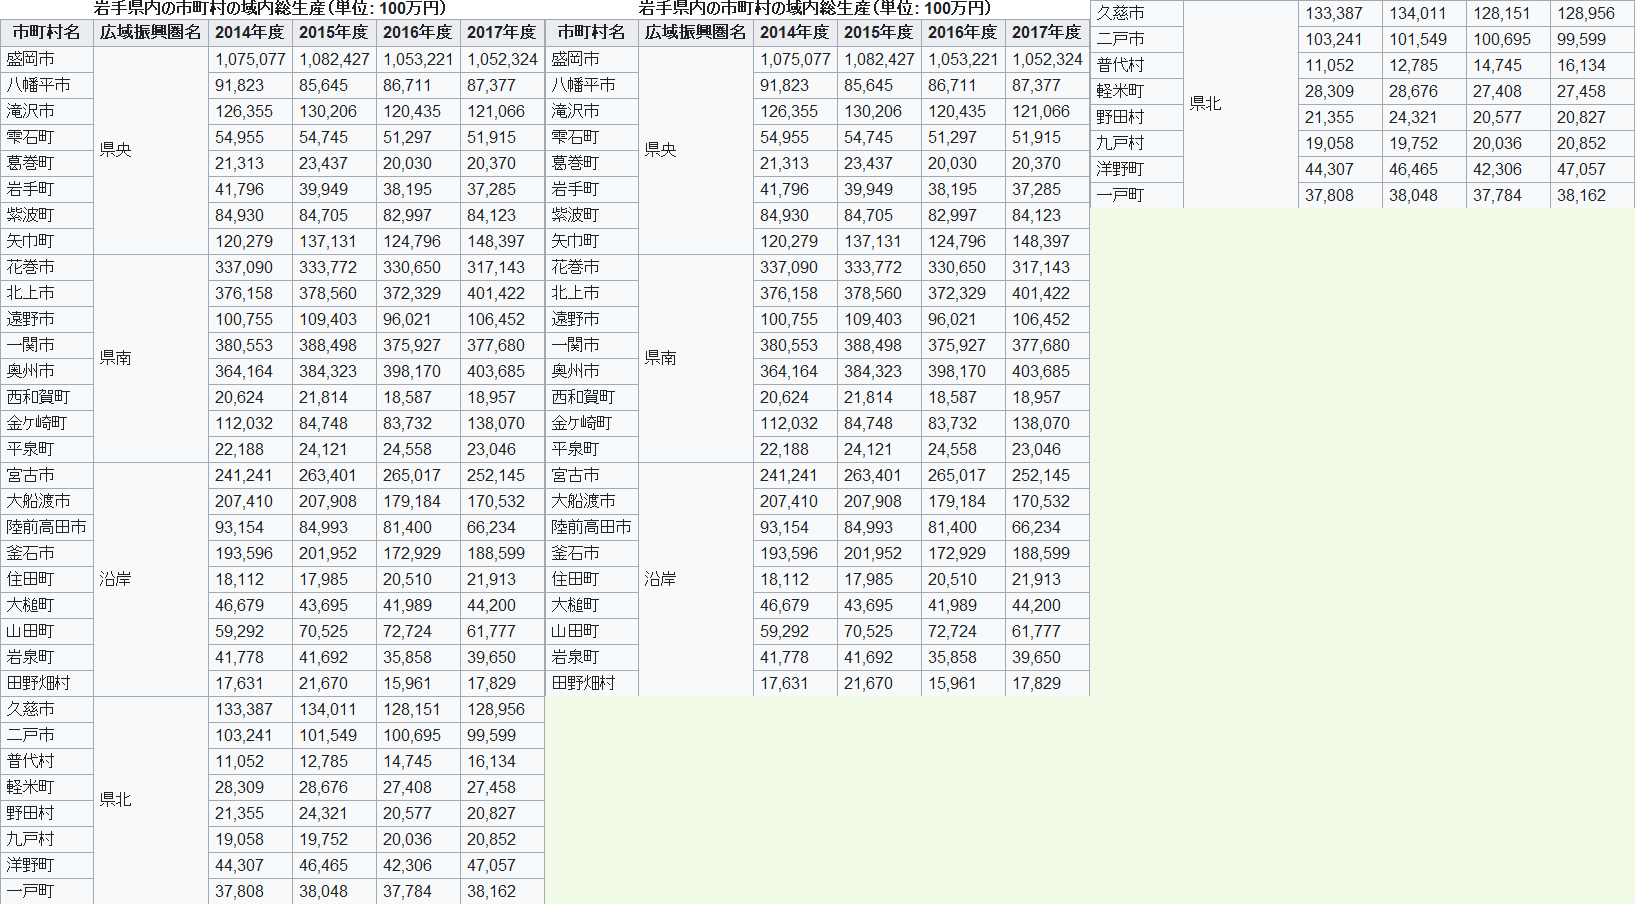 岩手県内の市町村の域内総生産(単位: 100万円)
市町村名 広域振興圏名 2014年度 2015年度 2016年度 2017年度
盛岡市 県央 1,075,077 1,082,427 1,053,221 1,052,324
八幡平市 91,823 85,645 86,711 87,377
滝沢市 126,355 130,206 120,435 121,066
雫石町 54,955 54,745 51,297 51,915
葛巻町 21,313 23,437 20,030 20,370
岩手町 41,796 39,949 38,195 37,285
紫波町 84,930 84,705 82,997 84,123
矢巾町 120,279 137,131 124,796 148,397
花巻市 県南 337,090 333,772 330,650 317,143
北上市 376,158 378,560 372,329 401,422
遠野市 100,755 109,403 96,021 106,452
一関市 380,553 388,498 375,927 377,680
奥州市 364,164 384,323 398,170 403,685
西和賀町 20,624 21,814 18,587 18,957
金ケ崎町 112,032 84,748 83,732 138,070
平泉町 22,188 24,121 24,558 23,046
宮古市 沿岸 241,241 263,401 265,017 252,145
大船渡市 207,410 207,908 179,184 170,532
陸前高田市 93,154 84,993 81,400 66,234
釜石市 193,596 201,952 172,929 188,599
住田町 18,112 17,985 20,510 21,913
大槌町 46,679 43,695 41,989 44,200
山田町 59,292 70,525 72,724 61,777
岩泉町 41,778 41,692 35,858 39,650
田野畑村 17,631 21,670 15,961 17,829
久慈市 県北 133,387 134,011 128,151 128,956
二戸市 103,241 101,549 100,695 99,599
普代村 11,052 12,785 14,745 16,134
軽米町 28,309 28,676 27,408 27,458
野田村 21,355 24,321 20,577 20,827
九戸村 19,058 19,752 20,036 20,852
洋野町 44,307 46,465 42,306 47,057
一戸町 37,808 38,048 37,784 38,162
岩手県内の市町村の域内総生産(単位: 100万円)
市町村名 広域振興圏名 2014年度 2015年度 2016年度 2017年度
盛岡市 県央 1,075,077 1,082,427 1,053,221 1,052,324
八幡平市 91,823 85,645 86,711 87,377
滝沢市 126,355 130,206 120,435 121,066
雫石町 54,955 54,745 51,297 51,915
葛巻町 21,313 23,437 20,030 20,370
岩手町 41,796 39,949 38,195 37,285
紫波町 84,930 84,705 82,997 84,123
矢巾町 120,279 137,131 124,796 148,397
花巻市 県南 337,090 333,772 330,650 317,143
北上市 376,158 378,560 372,329 401,422
遠野市 100,755 109,403 96,021 106,452
一関市 380,553 388,498 375,927 377,680
奥州市 364,164 384,323 398,170 403,685
西和賀町 20,624 21,814 18,587 18,957
金ケ崎町 112,032 84,748 83,732 138,070
平泉町 22,188 24,121 24,558 23,046
宮古市 沿岸 241,241 263,401 265,017 252,145
大船渡市 207,410 207,908 179,184 170,532
陸前高田市 93,154 84,993 81,400 66,234
釜石市 193,596 201,952 172,929 188,599
住田町 18,112 17,985 20,510 21,913
大槌町 46,679 43,695 41,989 44,200
山田町 59,292 70,525 72,724 61,777
岩泉町 41,778 41,692 35,858 39,650
田野畑村 17,631 21,670 15,961 17,829
久慈市 県北 133,387 134,011 128,151 128,956
二戸市 103,241 101,549 100,695 99,599
普代村 11,052 12,785 14,745 16,134
軽米町 28,309 28,676 27,408 27,458
野田村 21,355 24,321 20,577 20,827
九戸村 19,058 19,752 20,036 20,852
洋野町 44,307 46,465 42,306 47,057
一戸町 37,808 38,048 37,784 38,162